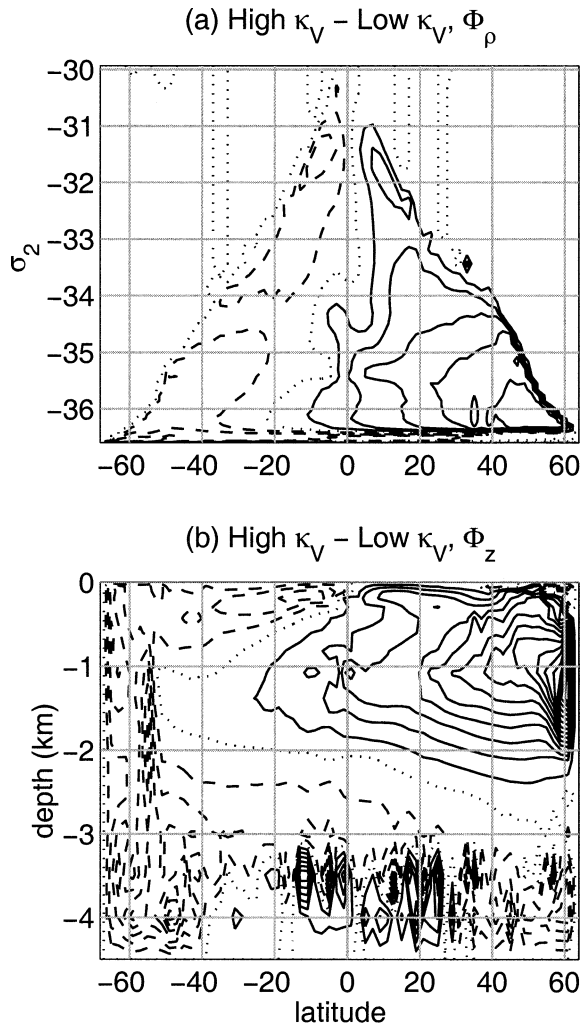 (a) High κV – Low κV, Φρ
−30
−31
−32
−33
−34
−35
−36
σ2
−60 −40 −20 0 20 40 60
(b) High κV – Low κV, Φz
0
−1
−2
−3
−4
depth (km)
−60 −40 −20 0 20 40 60
latitude